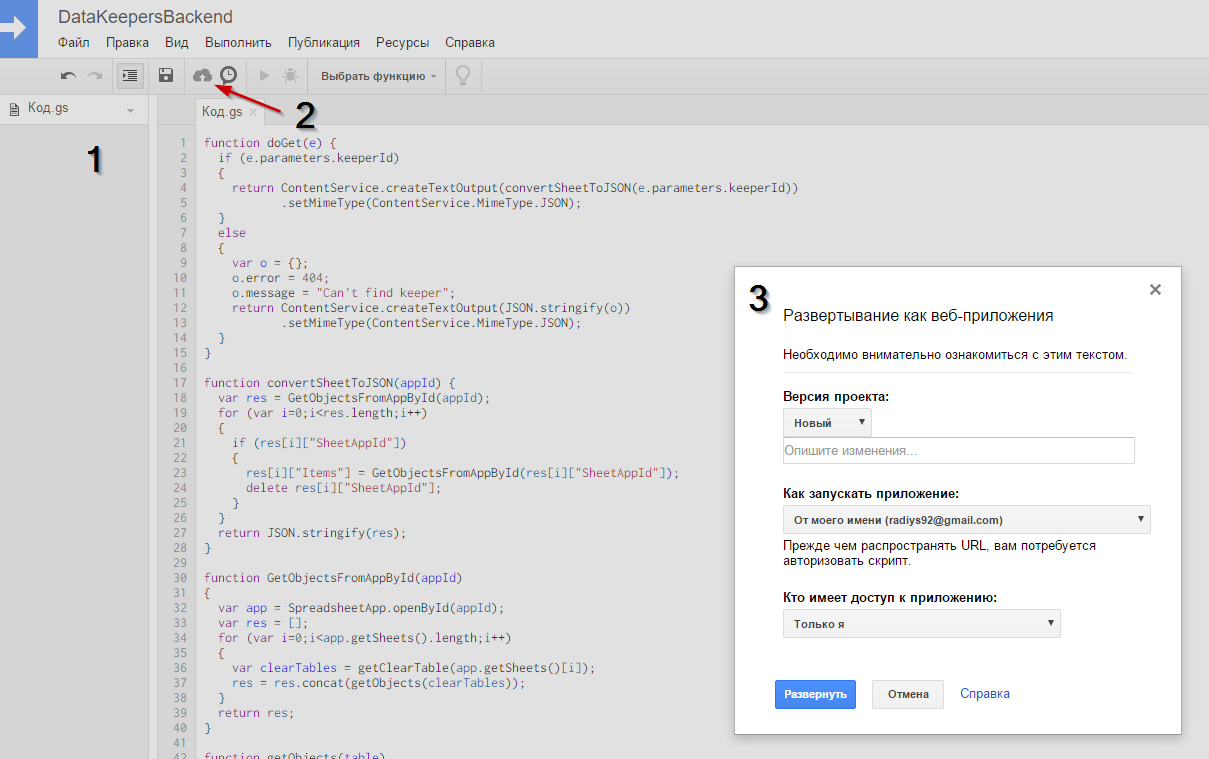 DataKeepersBackend
Файл Правка Вид Выполнить Публикация Ресурсы Справка
Выбрать функцию
Код.gs
Код.gs
2
1
1 function doGet(e) {
2 if (e.parameters.keeperId)
3 {
4 return ContentService.createTextOutput(convertSheetToJSON(e.parameters.keeperId))
5 .setMimeType(ContentService.MimeType.JSON);
6 }
7 else
8 {
9 var o = {};
10 o.error = 404;
11 o.message = "Can't find keeper";
12 return ContentService.createTextOutput(JSON.stringify(o))
13 .setMimeType(ContentService.MimeType.JSON);
14 }
15 }
16
17 function convertSheetToJSON(appId) {
18 var res = GetObjectsFromAppById(appId);
19 for (var i=0;i<res.length;i++)
20 {
21 if (res[i]["SheetAppId"])
22 {
23 res[i]["Items"] = GetObjectsFromAppById(res[i]["SheetAppId"]);
24 delete res[i]["SheetAppId"];
25 }
26 }
27 return JSON.stringify(res);
28 }
29
30 function GetObjectsFromAppById(appId)
31 {
32 var app = SpreadsheetApp.openById(appId);
33 var res = [];
34 for (var i=0;i<app.getSheets().length;i++)
35 {
36 var clearTables = getClearTable(app.getSheets()[i]);
37 res = res.concat(getObjects(clearTables));
38 }
39 return res;
40 }
41
42 function getObjects(table)
3
Развертывание как веб-приложения
Необходимо внимательно ознакомиться с этим текстом.
Версия проекта:
Новый
Опишите изменения...
Как запускать приложение:
От моего имени (radiys92@gmail.com)
Прежде чем распространять URL, вам потребуется
авторизовать скрипт.
Кто имеет доступ к приложению:
Только я
Развернуть Отмена Справка